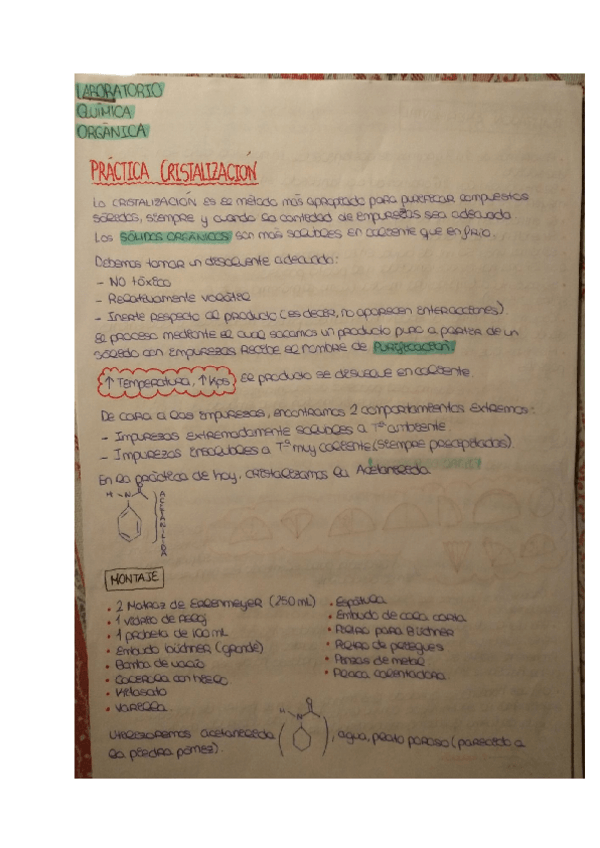 LABORATORIO
QUÍMICA
ORGÁNICA
PRÁCTICA CRISTALIZACIÓN
La CRISTALIZACIÓN es el método más apropiado para purificar compuestos
sólidos, siempre y cuando la cantidad de impurezas sea adecuada.
Los SÓLIDOS ORGÁNICOS son más solubles en caliente que en frío.
Debemos tomar un disolvente adecuado:
- NO tóxico
- Relativamente volátil
- Inerte respecto al producto (es decir, no aparecen interacciones)
El proceso mediante el cual sacamos un producto puro a partir de un
sólido con impurezas recibe el nombre de PURIFICACIÓN.
↑ Temperatura, ↑ Kps, el producto se disuelve en caliente.
De cara a las impurezas, encontramos 2 comportamientos extremos:
- Impurezas extremadamente solubles a Tª ambiente.
- Impurezas insolubles a Tª muy caliente (siempre precipitadas).
En la práctica de hoy, cristalizamos la Acetanilida.
H N O
ACETANILIDA
MONTAJE
• 2 Matraz de Erlenmeyer (250 mL)
• 1 vidrio de reloj
• 1 probeta de 100 mL
• Embudo büchner (grande)
• Bomba de vacío
• Cubeta con hielo
• Kitasato
• Varilla
• Espátula
• Embudo de caña corta
• Filtro para Büchner
• Filtro de pliegues
• Pinzas de metal
• Placa calentadora
Utilizaremos acetanilida ( H N O ), agua, plato poroso (parecido a
la piedra pómez).